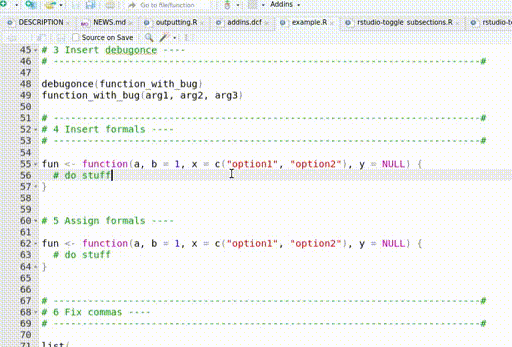 Go to file/function
Addins
DESCRIPTION
NEWS.md
outputting.R
addins.dcf
example.R
rstudio-toggle subsections.R
rstudio-to
Source on Save
45 # 3 Insert debugonce ----
46 # ----------------------------------------------------------------------#
47
48 debugonce(function_with_bug)
49 function_with_bug(arg1, arg2, arg3)
50
51 # ----------------------------------------------------------------------#
52 # 4 Insert formals ----
53 # ----------------------------------------------------------------------#
54
55 fun <- function(a, b = 1, x = c("option1", "option2"), y = NULL) {
56 # do stuff
57 }
58
59
60 # 5 Assign formals ----
61
62 fun <- function(a, b = 1, x = c("option1", "option2"), y = NULL) {
63 # do stuff
64 }
65
66
67 # ----------------------------------------------------------------------#
68 # 6 Fix commas ----
69 # ----------------------------------------------------------------------#
70
71 list(